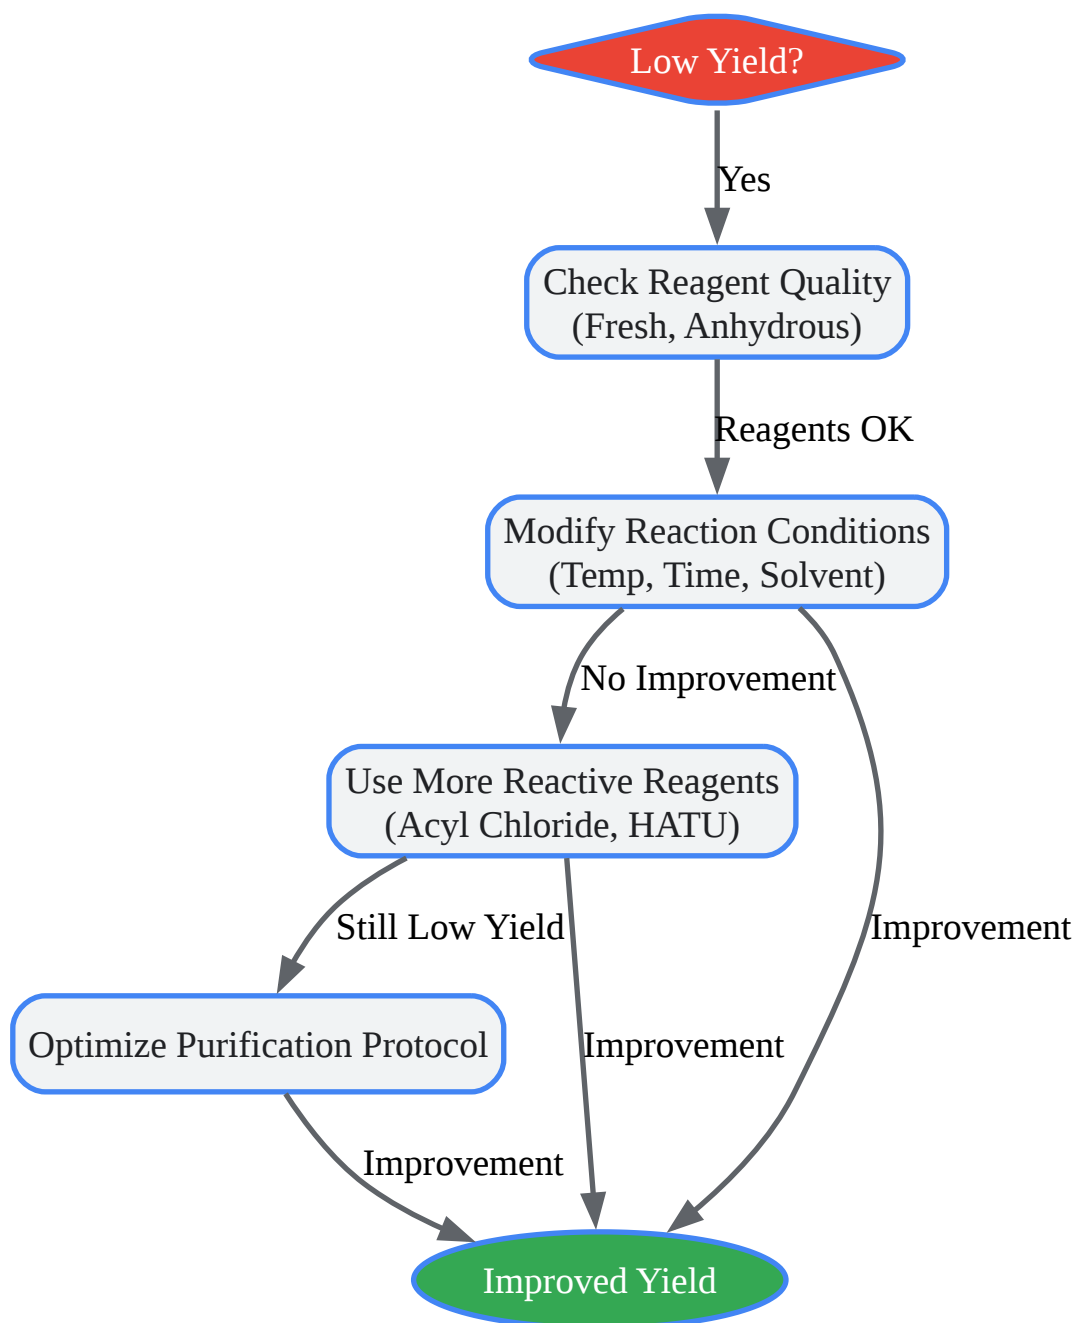 Low Yield?
Yes
Check Reagent Quality
(Fresh, Anhydrous)
Reagents OK
Modify Reaction Conditions
(Temp, Time, Solvent)
No Improvement
Use More Reactive Reagents
(Acyl Chloride, HATU)
Still Low Yield
Improvement
Optimize Purification Protocol
Improvement
Improvement
Improved Yield